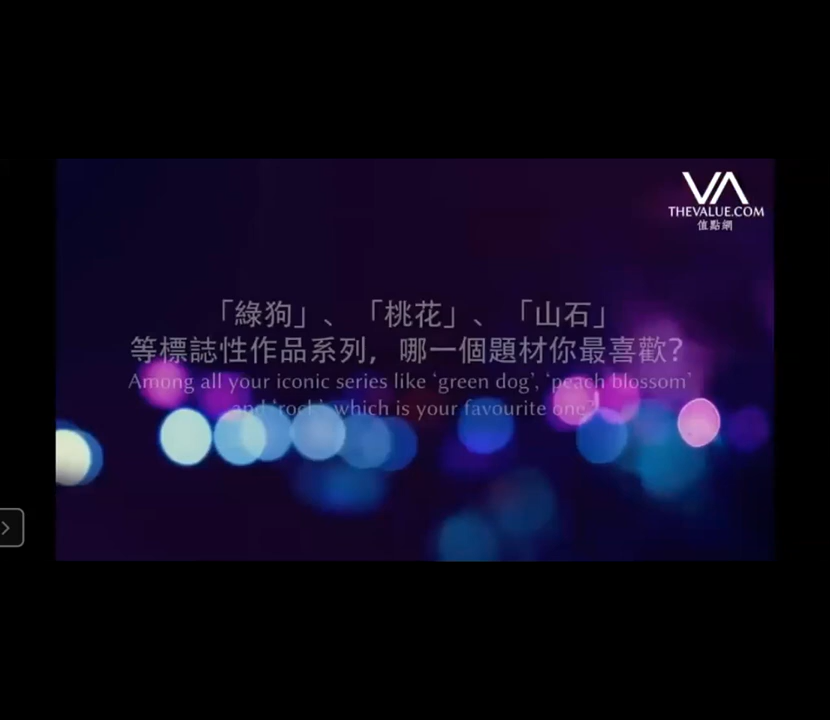 VA
THEVALUE.COM
值點網
「綠狗」、「桃花」、「山石」
等標誌性作品系列，哪一個題材你最喜歡？
Among all your iconic series like ‘green dog’, ‘peach blossom’
and ‘rock’, which is your favourite one?